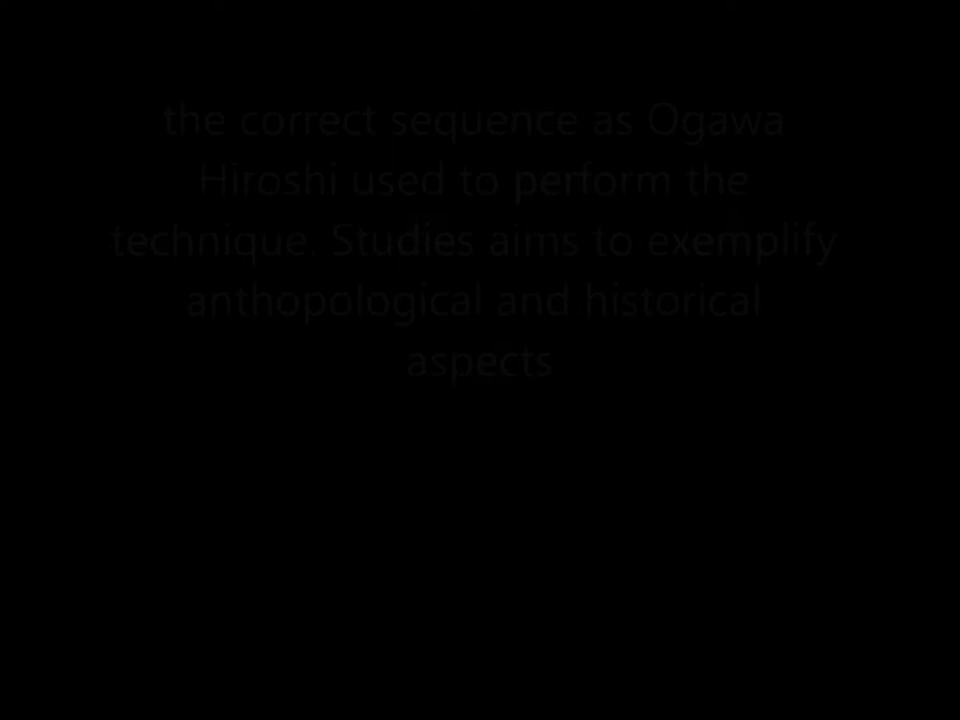 the correct sequence as Ogawa
Hiroshi used to perform the
technique. Studies aims to exemplify
anthopological and historical
aspects